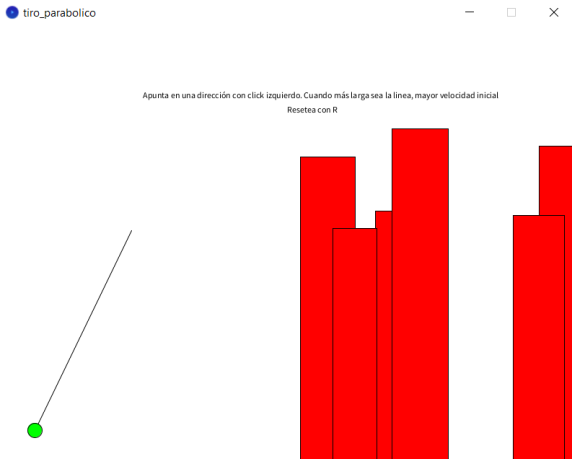 tiro_parabolico
Apunta en una dirección con click izquierdo. Cuando más larga sea la linea, mayor velocidad inicial
Resetea con R